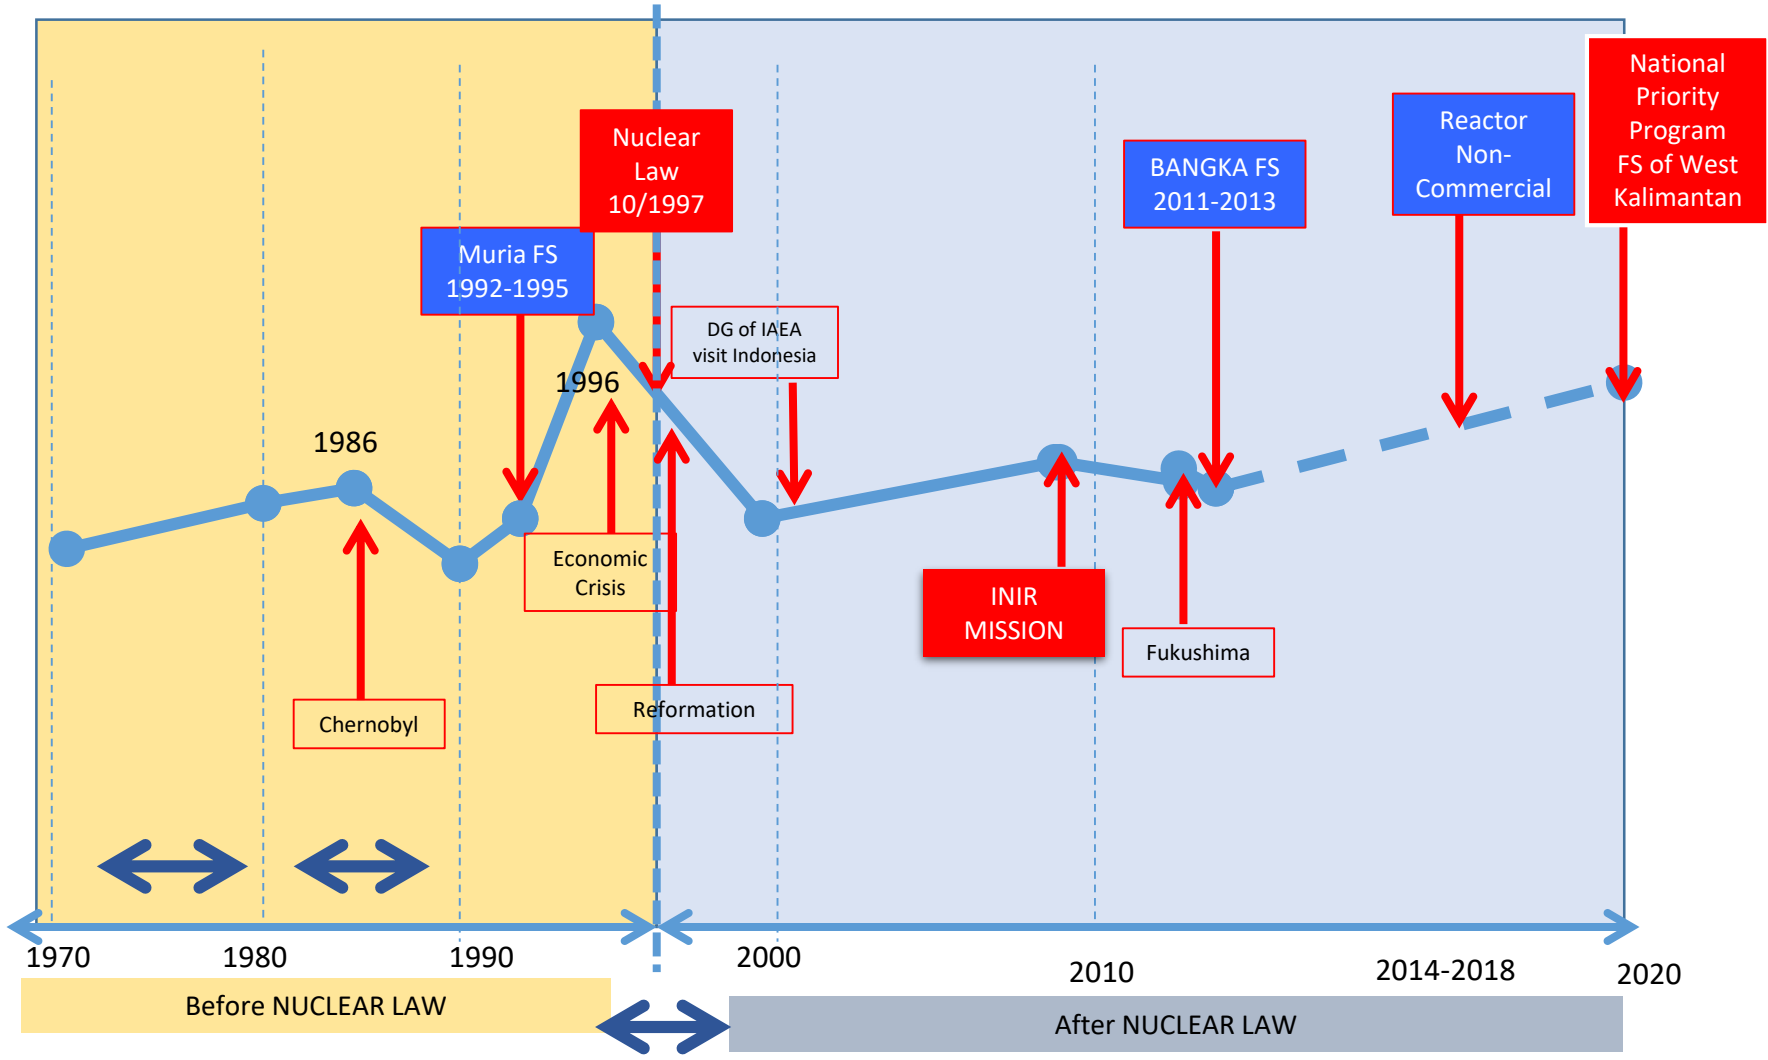 National
Priority
Program
FS of West
Kalimantan
Reactor
Non-
Commercial
Nuclear
Law
10/1997
BANGKA FS
2011-2013
Muria FS
1992-1995
DG of IAEA
visit Indonesia
1996
1986
Economic
Crisis
INIR
MISSION
Fukushima
Reformation
Chernobyl
1970
1980
1990
2000
2010
2014-2018
2020
Before NUCLEAR LAW
After NUCLEAR LAW